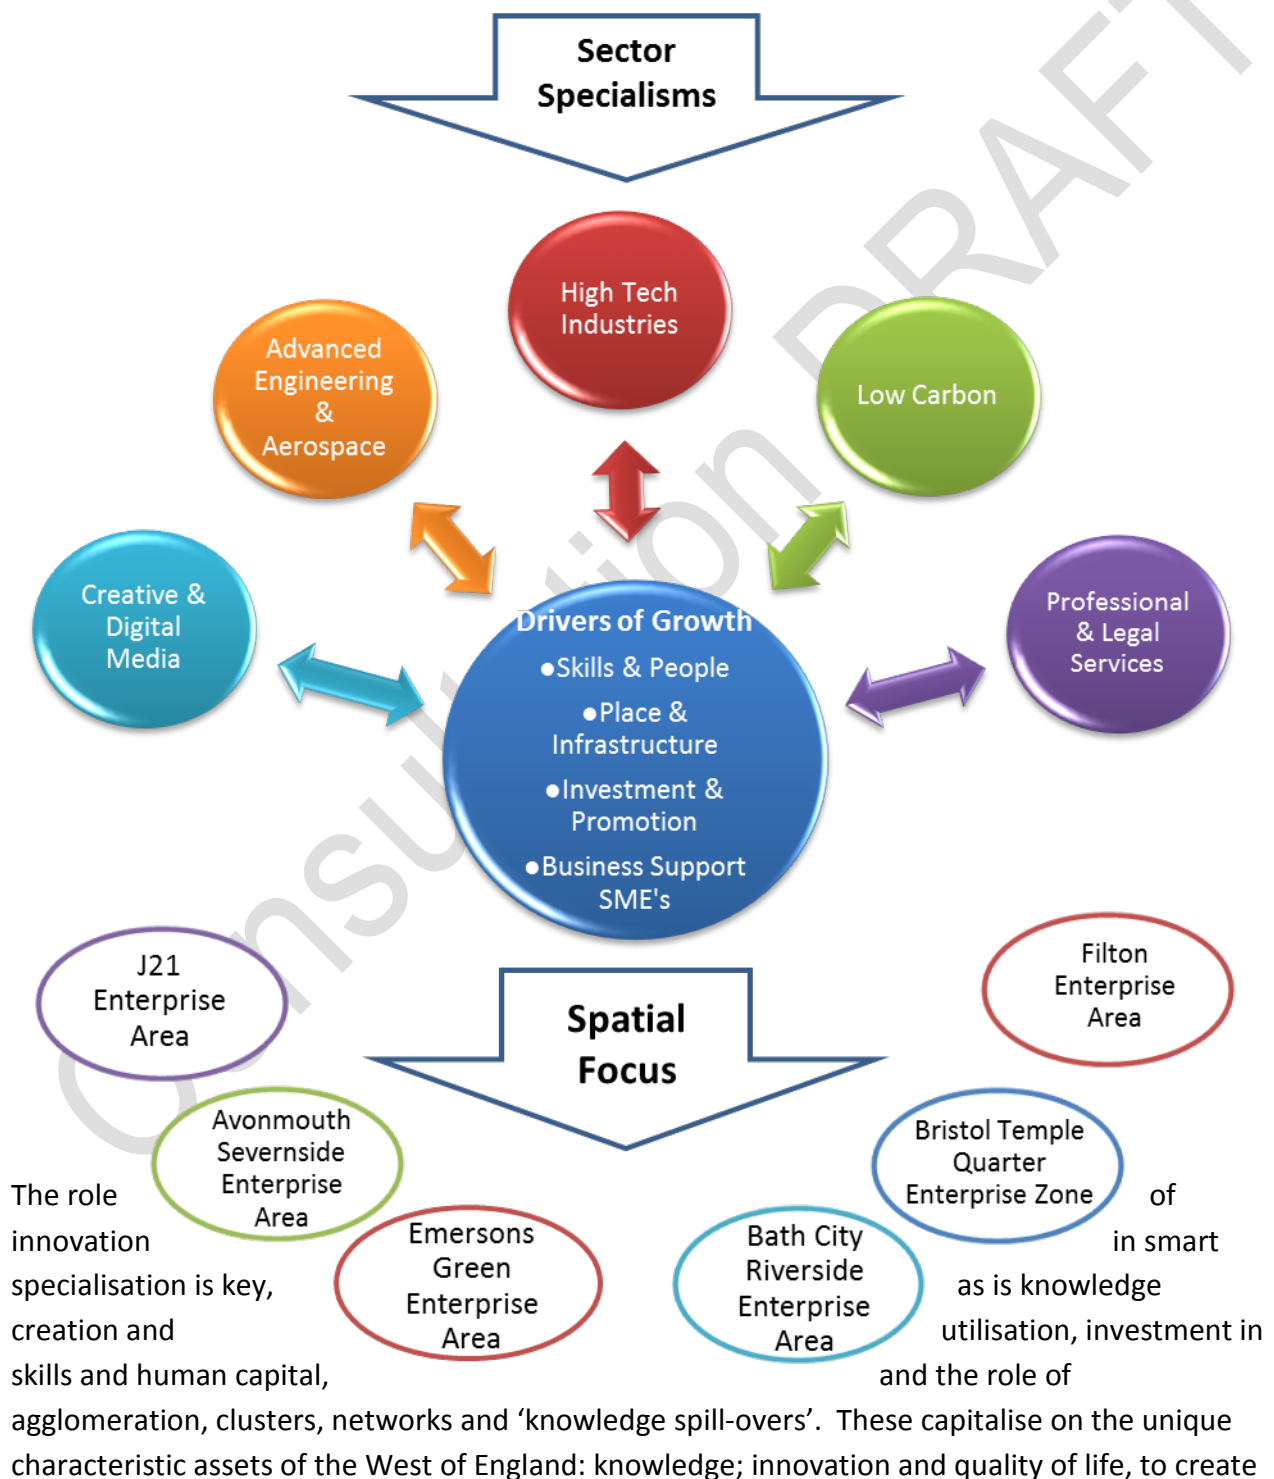 Sector
Specialisms
High Tech
Industries
Advanced
Engineering
&
Aerospace
Low Carbon
Creative &
Digital
Media
Professional
& Legal
Services
Drivers of Growth
●Skills & People
●Place &
Infrastructure
●Investment &
Promotion
●Business Support
SME's
J21
Enterprise
Area
Filton
Enterprise
Area
Spatial
Focus
Avonmouth
Severnside
Enterprise
Area
Bristol Temple
Quarter
Enterprise Zone
Emersons
Green
Enterprise
Area
Bath City
Riverside
Enterprise
Area
The role of
innovation in smart
specialisation is key, as is knowledge
creation and utilisation, investment in
skills and human capital, and the role of
agglomeration, clusters, networks and ‘knowledge spill-overs’. These capitalise on the unique
characteristic assets of the West of England: knowledge; innovation and quality of life, to create
Consultation DRAFT